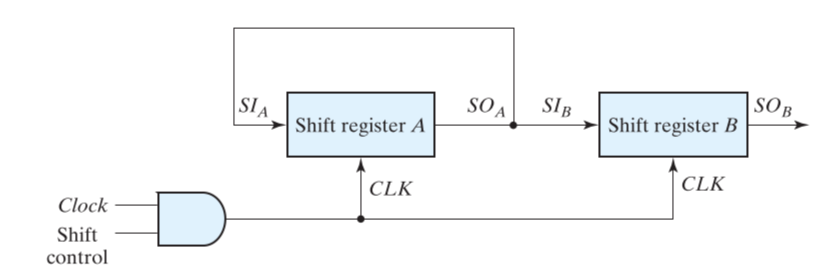 SI_A
SO_A
SI_B
SO_B
Shift register A
Shift register B
CLK
CLK
Clock
Shift
control